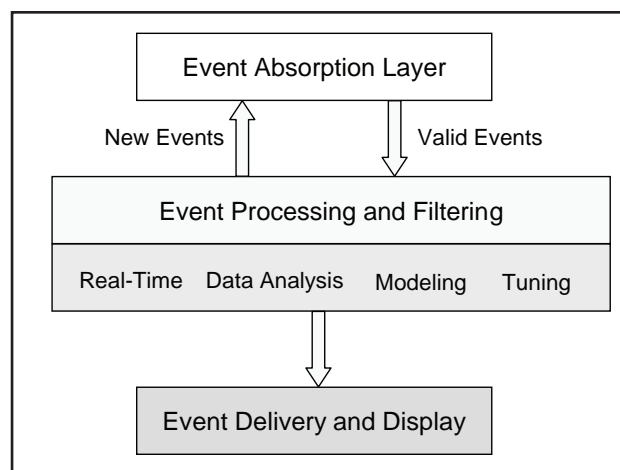 Event Absorption Layer
New Events
Valid Events
Event Processing and Filtering
Real-Time Data Analysis Modeling Tuning
Event Delivery and Display